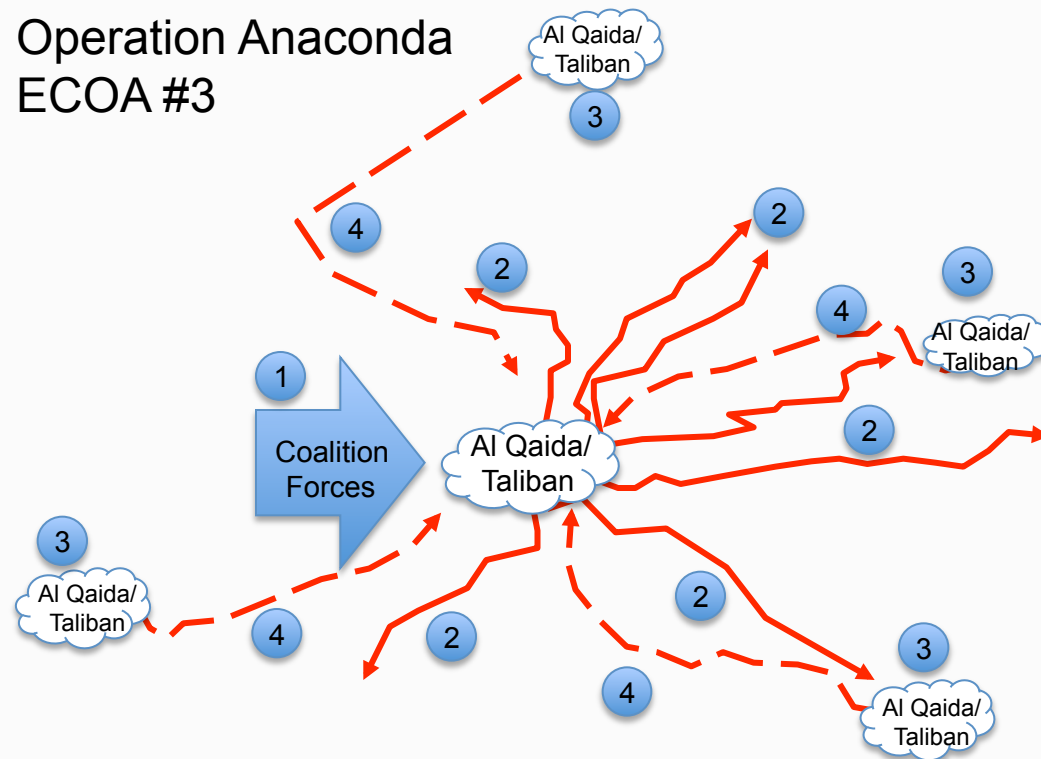 Operation Anaconda
ECOA #3
Al Qaida/
Taliban
3
4
2
2
3
4
Al Qaida/
Taliban
1
Coalition
Forces
Al Qaida/
Taliban
2
3
Al Qaida/
Taliban
4
2
2
4
3
Al Qaida/
Taliban